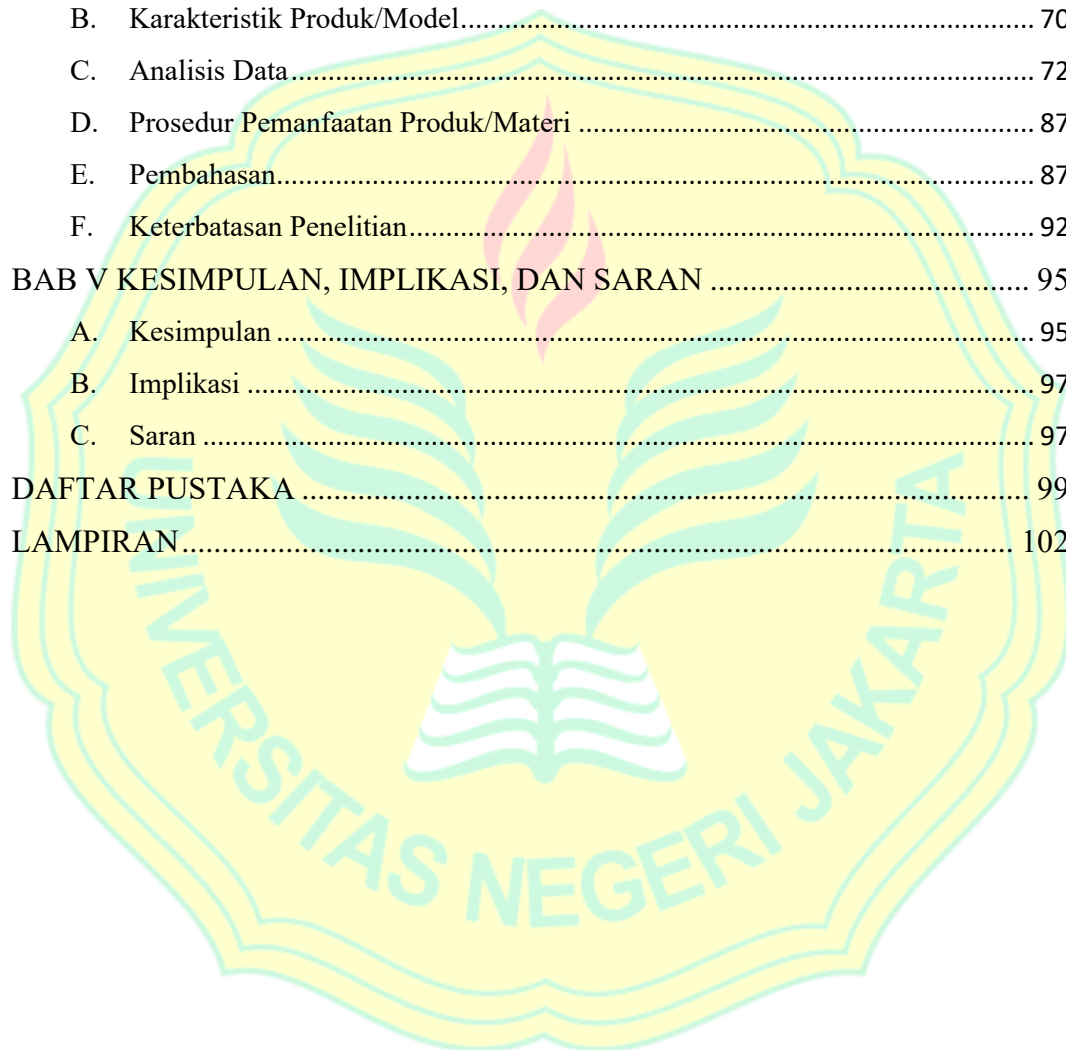 B. Karakteristik Produk/Model.................... 70
C. Analisis Data.................... 72
D. Prosedur Pemanfaatan Produk/Materi .................... 87
E. Pembahasan.................... 87
F. Keterbatasan Penelitian.................... 92
BAB V KESIMPULAN, IMPLIKASI, DAN SARAN .................... 95
A. Kesimpulan .................... 95
B. Implikasi .................... 97
C. Saran .................... 97
DAFTAR PUSTAKA .................... 99
LAMPIRAN.................... 102
UNIVERSITAS NEGERI JAKARTA